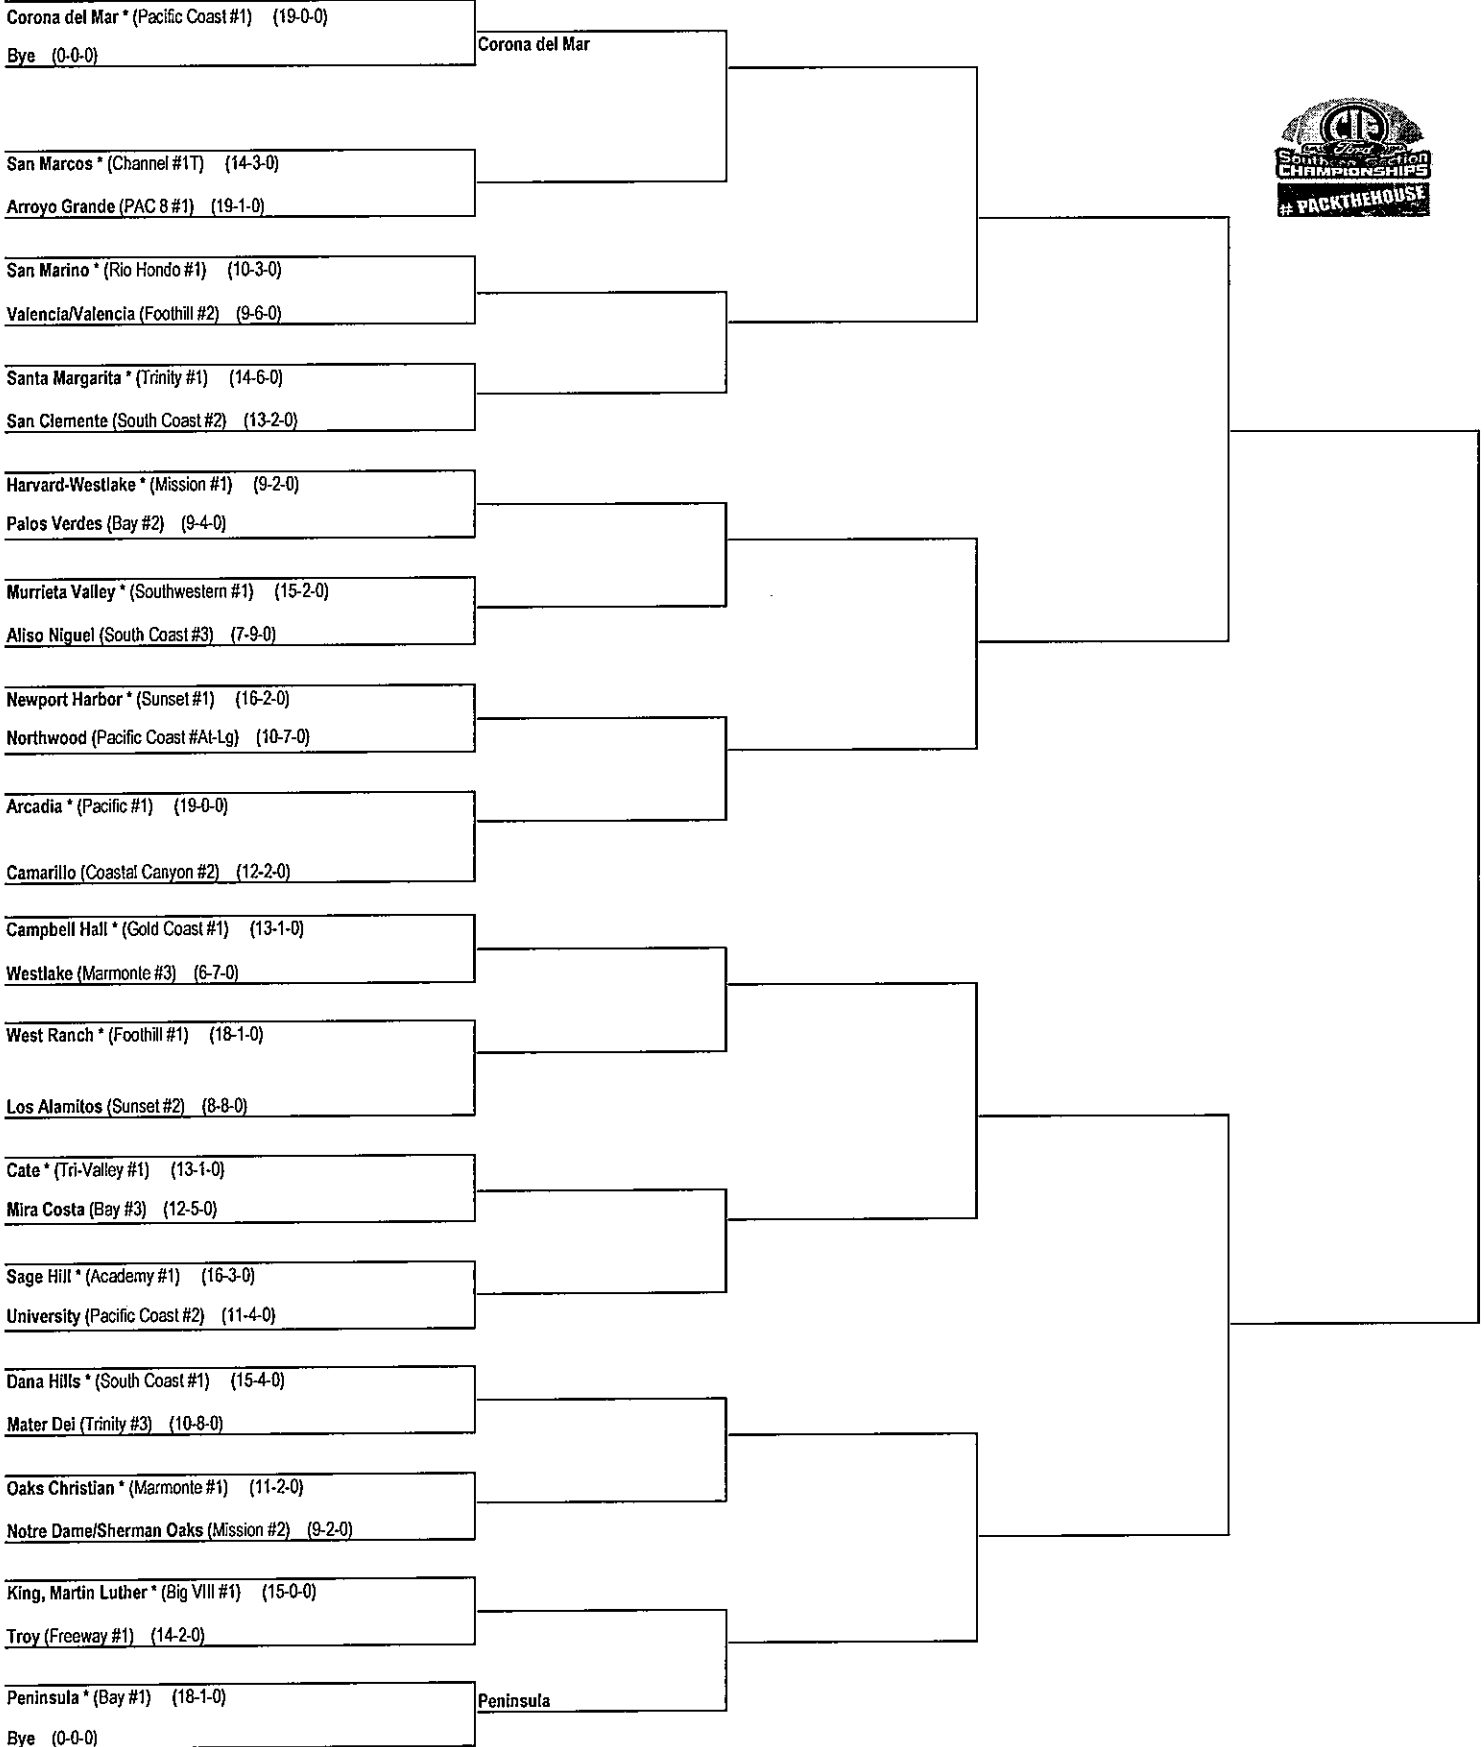 Corona del Mar * (Pacific Coast #1) (19-0-0)
Bye (0-0-0)
Corona del Mar
San Marcos * (Channel #1T) (14-3-0)
Arroyo Grande (PAC 8 #1) (19-1-0)
San Marino * (Rio Hondo #1) (10-3-0)
Valencia/Valencia (Foothill #2) (9-6-0)
Santa Margarita * (Trinity #1) (14-6-0)
San Clemente (South Coast #2) (13-2-0)
Harvard-Westlake * (Mission #1) (9-2-0)
Palos Verdes (Bay #2) (9-4-0)
Murrieta Valley * (Southwestern #1) (15-2-0)
Aliso Niguel (South Coast #3) (7-9-0)
Newport Harbor * (Sunset #1) (16-2-0)
Northwood (Pacific Coast #At-Lg) (10-7-0)
Arcadia * (Pacific #1) (19-0-0)
Camarillo (Coastal Canyon #2) (12-2-0)
Campbell Hall * (Gold Coast #1) (13-1-0)
Westlake (Marmonte #3) (6-7-0)
West Ranch * (Foothill #1) (18-1-0)
Los Alamitos (Sunset #2) (8-8-0)
Cate * (Tri-Valley #1) (13-1-0)
Mira Costa (Bay #3) (12-5-0)
Sage Hill * (Academy #1) (16-3-0)
University (Pacific Coast #2) (11-4-0)
Dana Hills * (South Coast #1) (15-4-0)
Mater Dei (Trinity #3) (10-8-0)
Oaks Christian * (Marmonte #1) (11-2-0)
Notre Dame/Sherman Oaks (Mission #2) (9-2-0)
King, Martin Luther * (Big VIII #1) (15-0-0)
Troy (Freeway #1) (14-2-0)
Peninsula * (Bay #1) (18-1-0)
Bye (0-0-0)
Peninsula
CIF
Ford
Southern Section
CHAMPIONSHIPS
# PACKTHEHOUSE